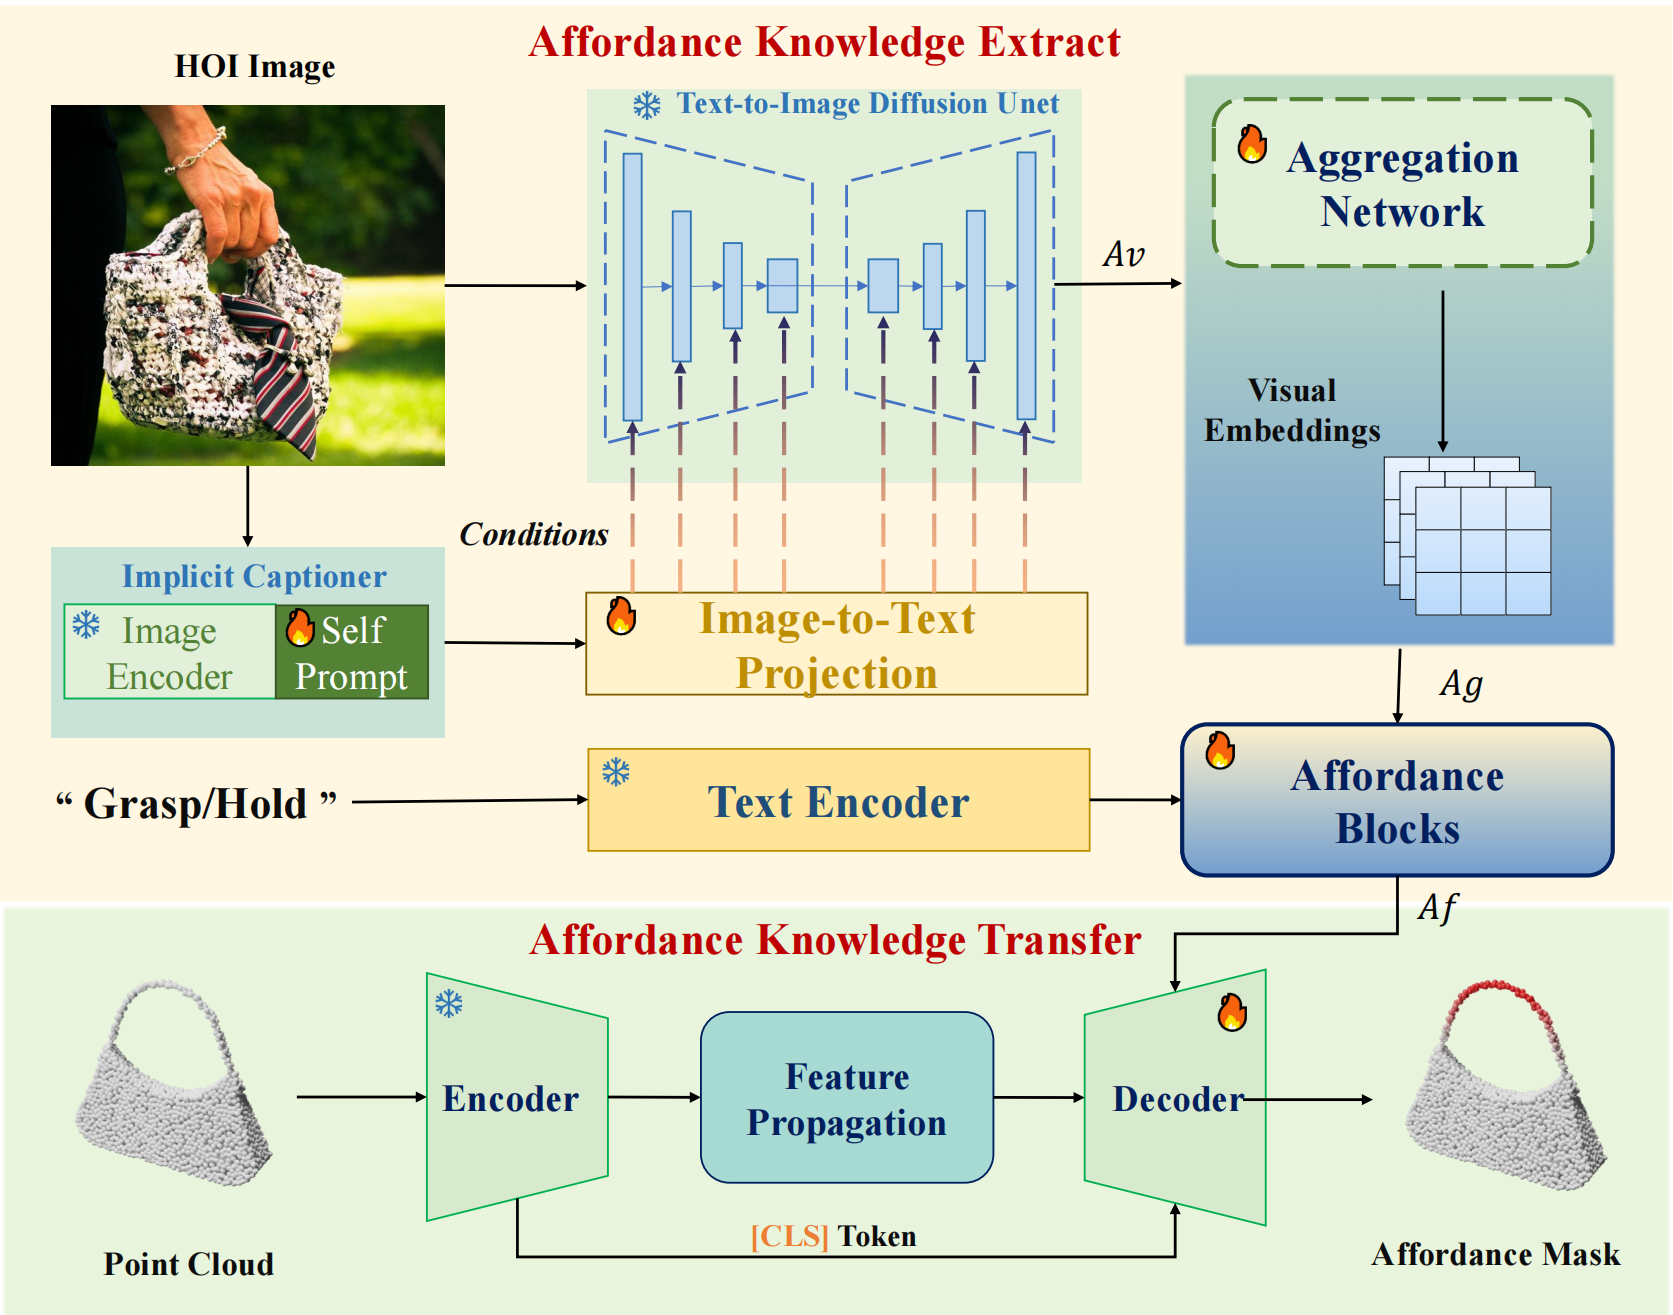 Affordance Knowledge Extract
HOI Image
Text-to-Image Diffusion Unet
Aggregation
Network
Av
Visual
Embeddings
Conditions
Implicit Captioner
Image
Encoder
Self
Prompt
Image-to-Text
Projection
Ag
“ Grasp/Hold ”
Text Encoder
Affordance
Blocks
Af
Affordance Knowledge Transfer
Encoder
Feature
Propagation
Decoder
[CLS] Token
Point Cloud
Affordance Mask